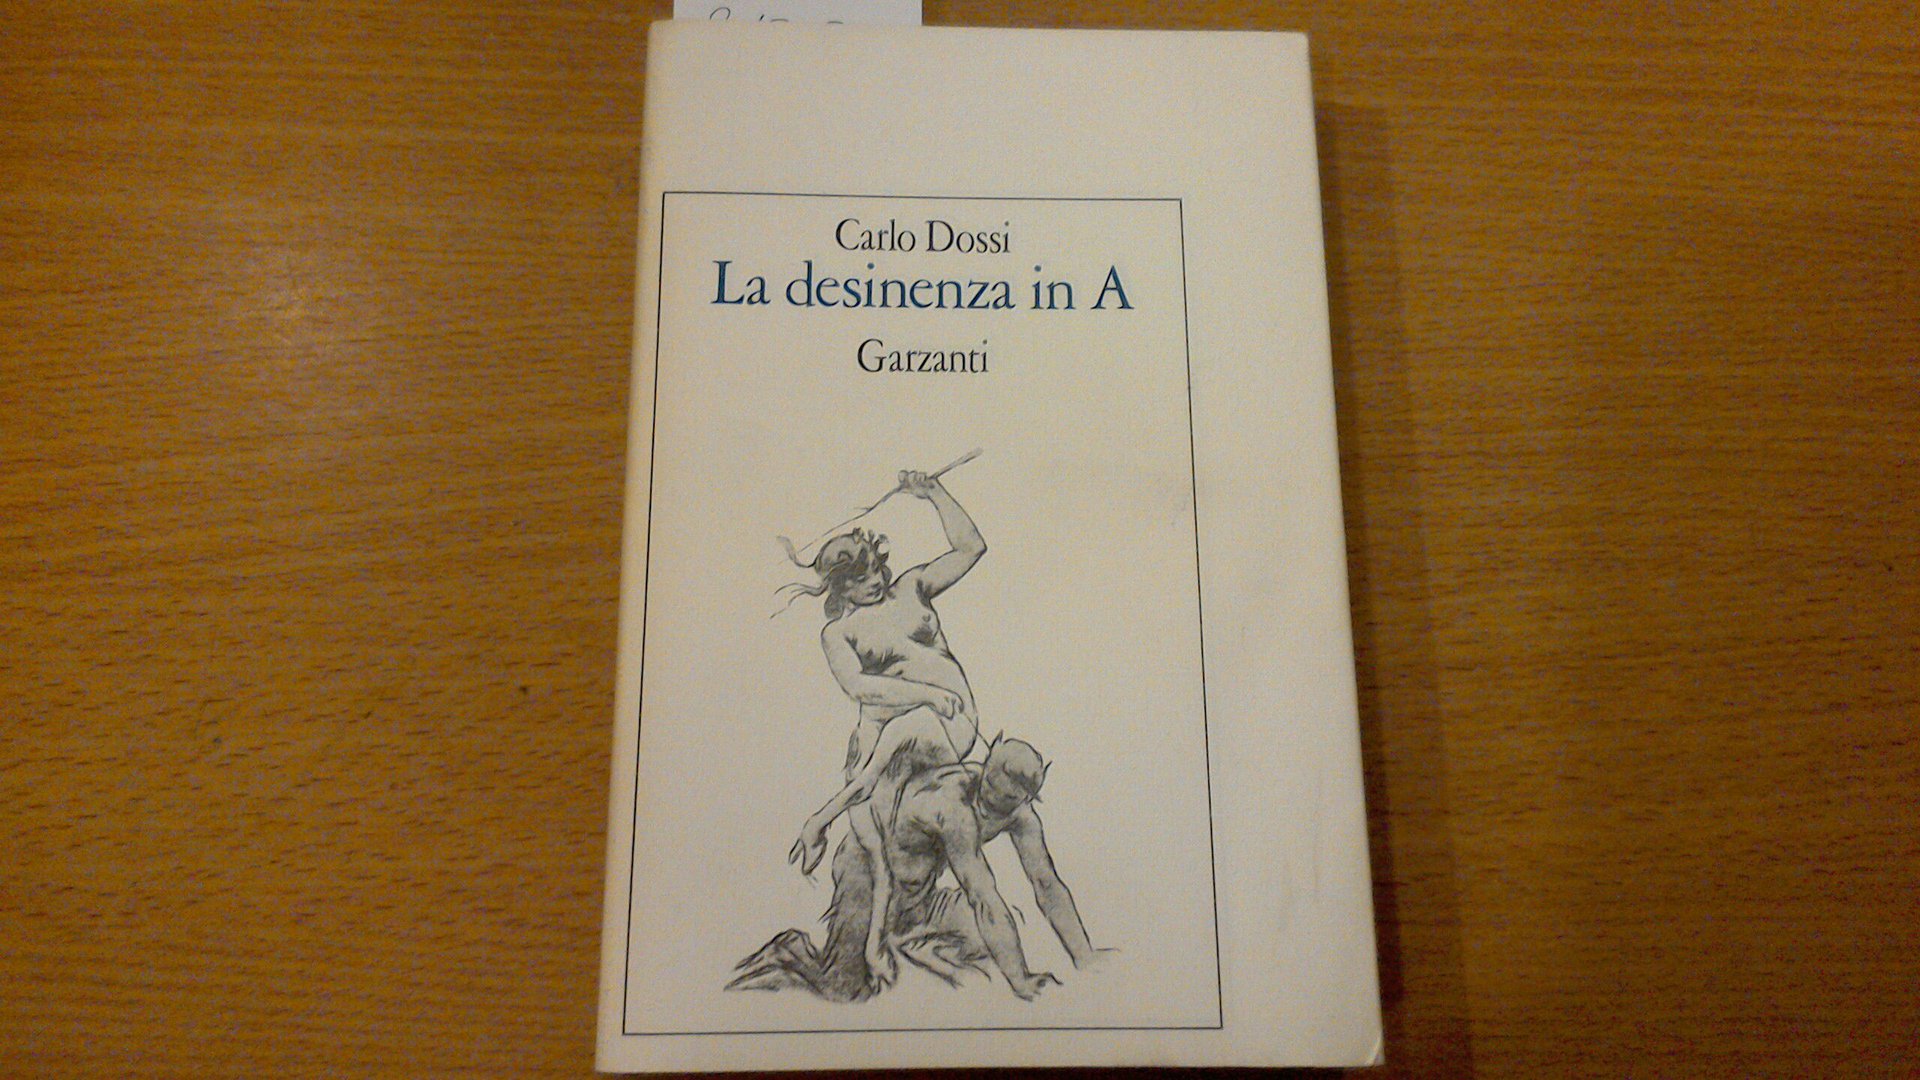 Carlo Dossi
La desinenza in A
Garzanti